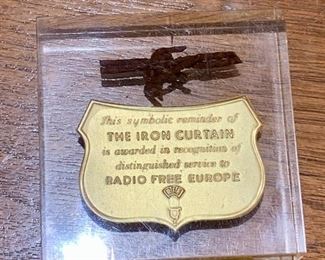 This symbolic reminder of
THE IRON CURTAIN
is awarded in recognition of
distinguished service to
RADIO FREE EUROPE